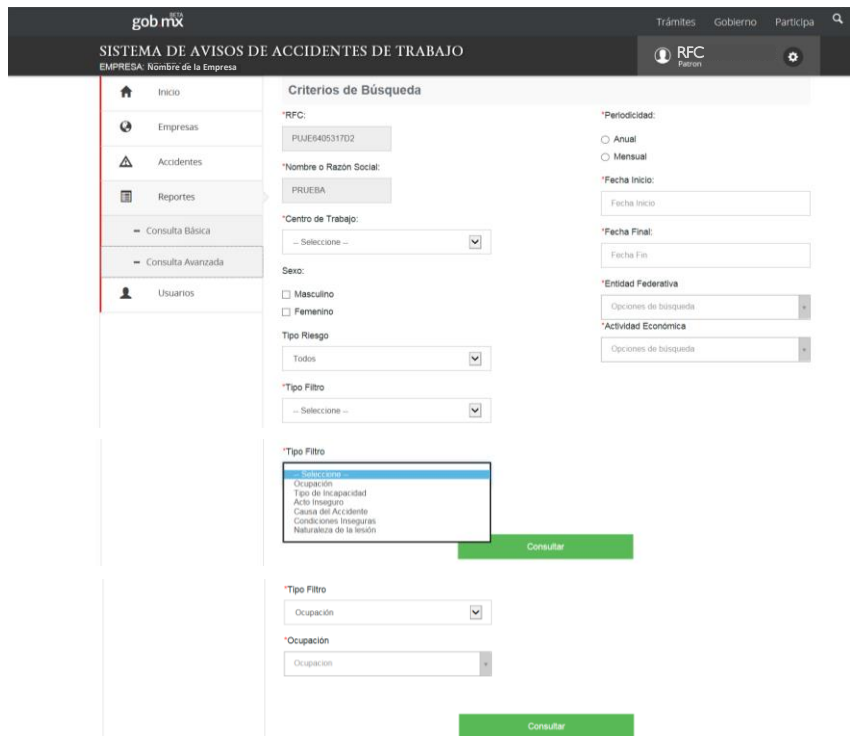 gob mx
BETA
Trámites Gobierno Participa
SISTEMA DE AVISOS DE ACCIDENTES DE TRABAJO
EMPRESA: Nombre de la Empresa
RFC
Patron
Inicio
Empresas
Accidentes
Reportes
Consulta Básica
Consulta Avanzada
Usuarios
Criterios de Búsqueda
*RFC:
PUJE6405317D2
*Nombre o Razón Social:
PRUEBA
*Centro de Trabajo:
-- Seleccione --
Sexo:
Masculino
Femenino
Tipo Riesgo
Todos
*Tipo Filtro
-- Seleccione --
*Periodicidad:
Anual
Mensual
*Fecha Inicio:
Fecha Inicio
*Fecha Final:
Fecha Fin
*Entidad Federativa
Opciones de búsqueda
*Actividad Económica
Opciones de búsqueda
*Tipo Filtro
-- Seleccione --
Ocupación
Tipo de Incapacidad
Acto Inseguro
Causa del Accidente
Condiciones Inseguras
Naturaleza de la lesión
Consultar
*Tipo Filtro
Ocupación
*Ocupación
Ocupacion
Consultar